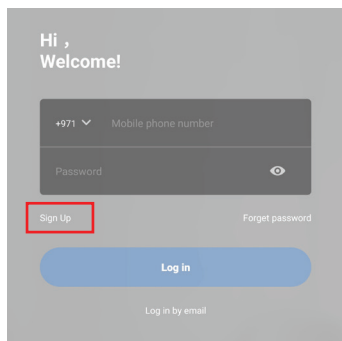 Hi ,
Welcome!
+971 Mobile phone number
Password
Sign Up Forget password
Log in
Log in by email